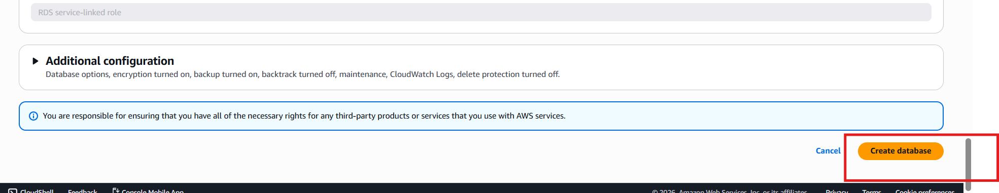 RDS service-linked role
Additional configuration
Database options, encryption turned on, backup turned on, backtrack turned off, maintenance, CloudWatch Logs, delete protection turned off.
You are responsible for ensuring that you have all of the necessary rights for any third-party products or services that you use with AWS services.
Cancel Create database
CloudShell Feedback Console Mobile App © 2026, Amazon Web Services, Inc. or its affiliates. Privacy Terms Cookie preferences